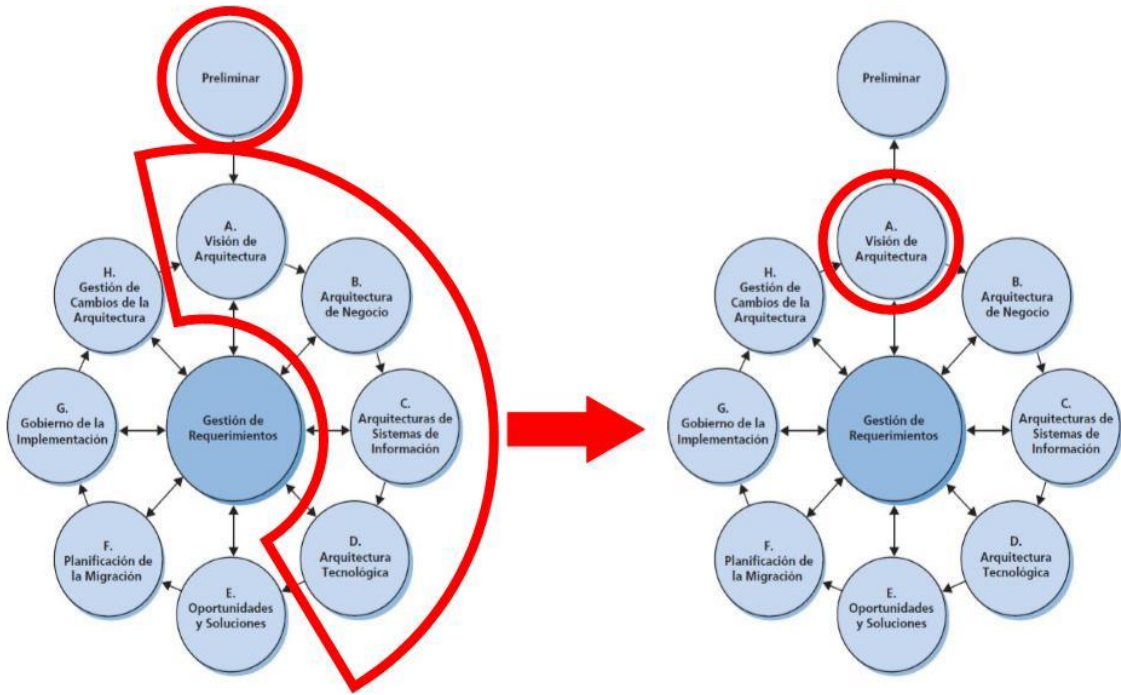 Preliminar
A.
Visión de
Arquitectura
B.
Arquitectura
de Negocio
C.
Arquitecturas de
Sistemas de
Información
D.
Arquitectura
Tecnológica
E.
Oportunidades
y Soluciones
F.
Planificación de
la Migración
G.
Gobierno de la
Implementación
H.
Gestión de
Cambios de la
Arquitectura
Gestión de
Requerimientos
Preliminar
A.
Visión de
Arquitectura
B.
Arquitectura
de Negocio
C.
Arquitecturas de
Sistemas de
Información
D.
Arquitectura
Tecnológica
E.
Oportunidades
y Soluciones
F.
Planificación de
la Migración
G.
Gobierno de la
Implementación
H.
Gestión de
Cambios de la
Arquitectura
Gestión de
Requerimientos